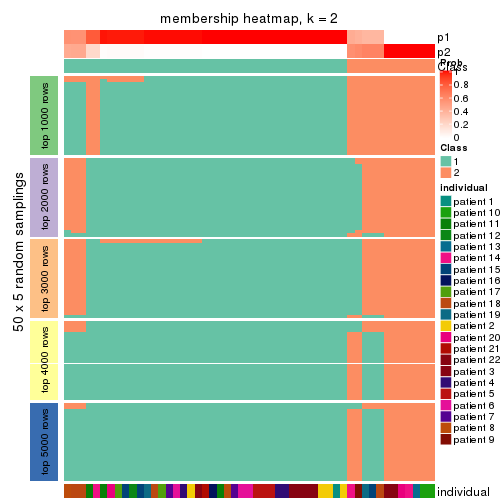 membership heatmap, k = 2
p1
p2
Class
Prob
1
0.8
0.6
0.4
0.2
0
Class
1
2
individual
patient 1
patient 10
patient 11
patient 12
patient 13
patient 14
patient 15
patient 16
patient 17
patient 18
patient 19
patient 2
patient 20
patient 21
patient 22
patient 3
patient 4
patient 5
patient 6
patient 7
patient 8
patient 9
50 x 5 random samplings
top 1000 rows
top 2000 rows
top 3000 rows
top 4000 rows
top 5000 rows
individual